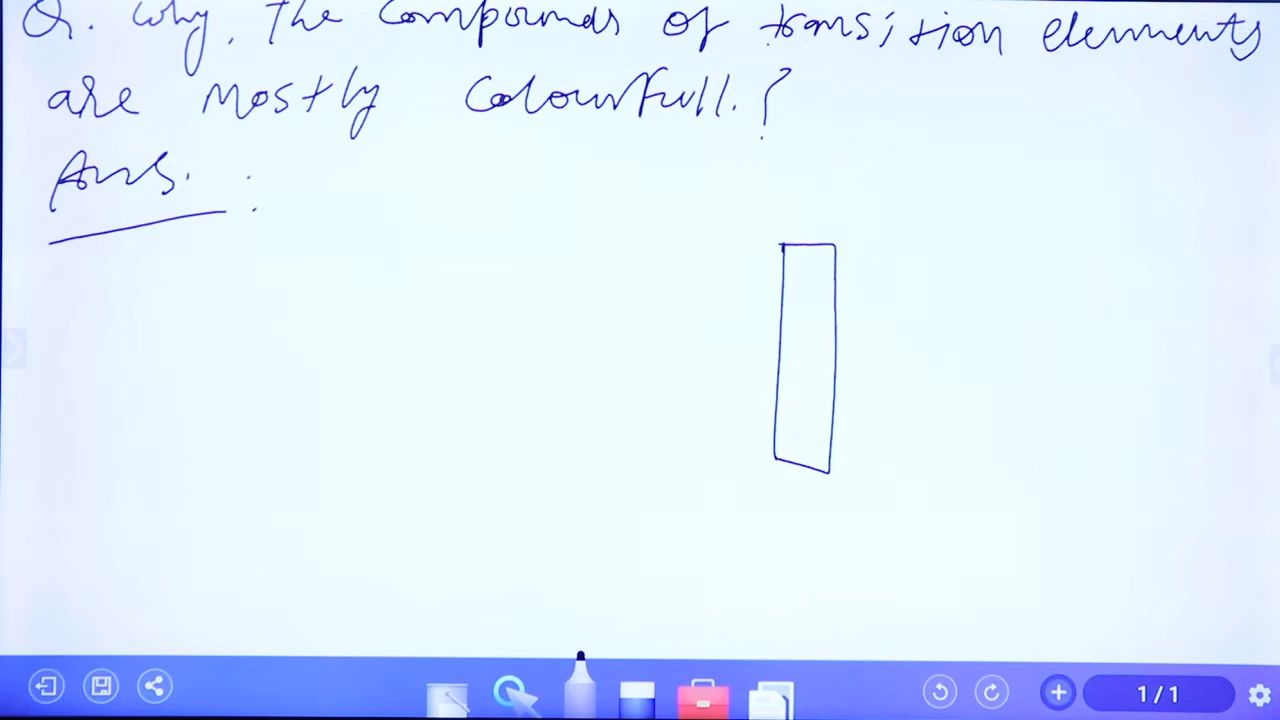 Q. Why, The Compounds of transition elements
are mostly Colourfull.?
Ans. :
1/1